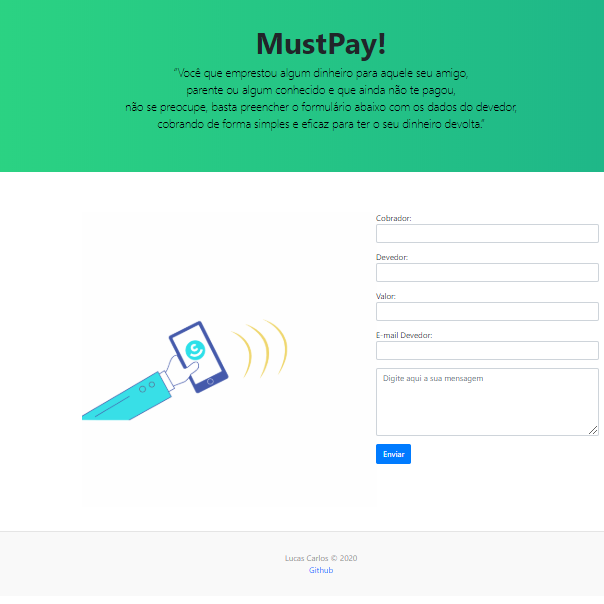 MustPay!
"Você que emprestou algum dinheiro para aquele seu amigo,
parente ou algum conhecido e que ainda não te pagou,
não se preocupe, basta preencher o formulário abaixo com os dados do devedor,
cobrando de forma simples e eficaz para ter o seu dinheiro devolta."
Cobrador:
Devedor:
Valor:
E-mail Devedor:
Digite aqui a sua mensagem
Enviar
Lucas Carlos © 2020
Github